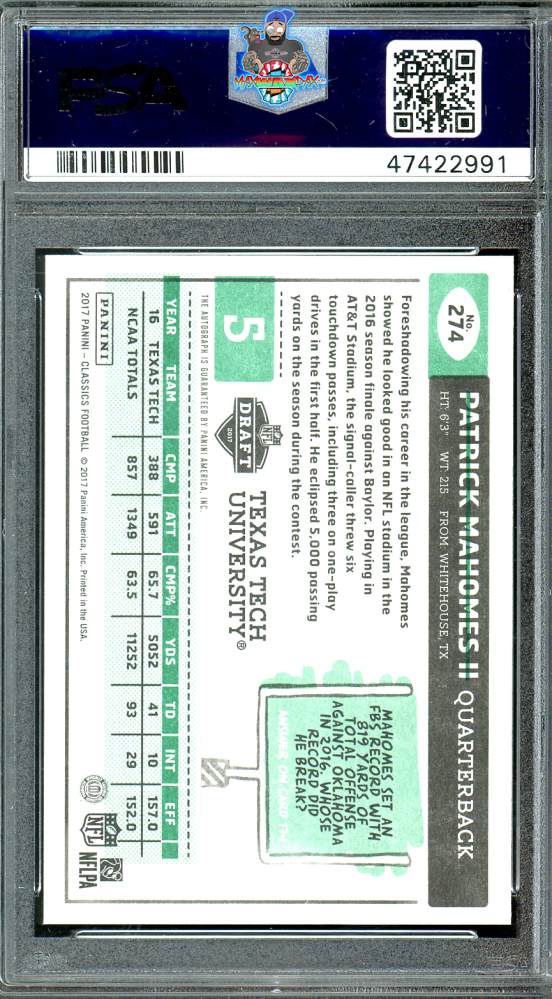 PSA
47422991
No.
274
PATRICK MAHOMES II QUARTERBACK
HT: 6'3" WT: 215 FROM: WHITEHOUSE, TX
Foreshadowing his career in the league, Mahomes
showed he looked good in an NFL stadium in the
2016 season finale against Baylor. Playing in
AT&T Stadium, the signal-caller threw six
touchdown passes, including three on one-play
drives in the first half. He eclipsed 5,000 passing
yards on the season during the contest.
MAHOMES SET AN
FBS RECORD WITH
819 YARDS OF
TOTAL OFFENSE
AGAINST OKLAHOMA
IN 2016. WHOSE
RECORD DID
HE BREAK?
5
NFL
DRAFT
2017
TEXAS TECH
UNIVERSITY®
THE AUTOGRAPH IS GUARANTEED BY PANINI AMERICA, INC.
YEAR TEAM CMP ATT CMP% YDS TD INT EFF
16 TEXAS TECH 388 591 65.7 5052 41 10 157.0
NCAA TOTALS 857 1349 63.5 11252 93 29 152.0
PANINI
2017 PANINI – CLASSICS FOOTBALL © 2017 Panini America, Inc. Printed in the USA.
NFL
NFLPA
PSA